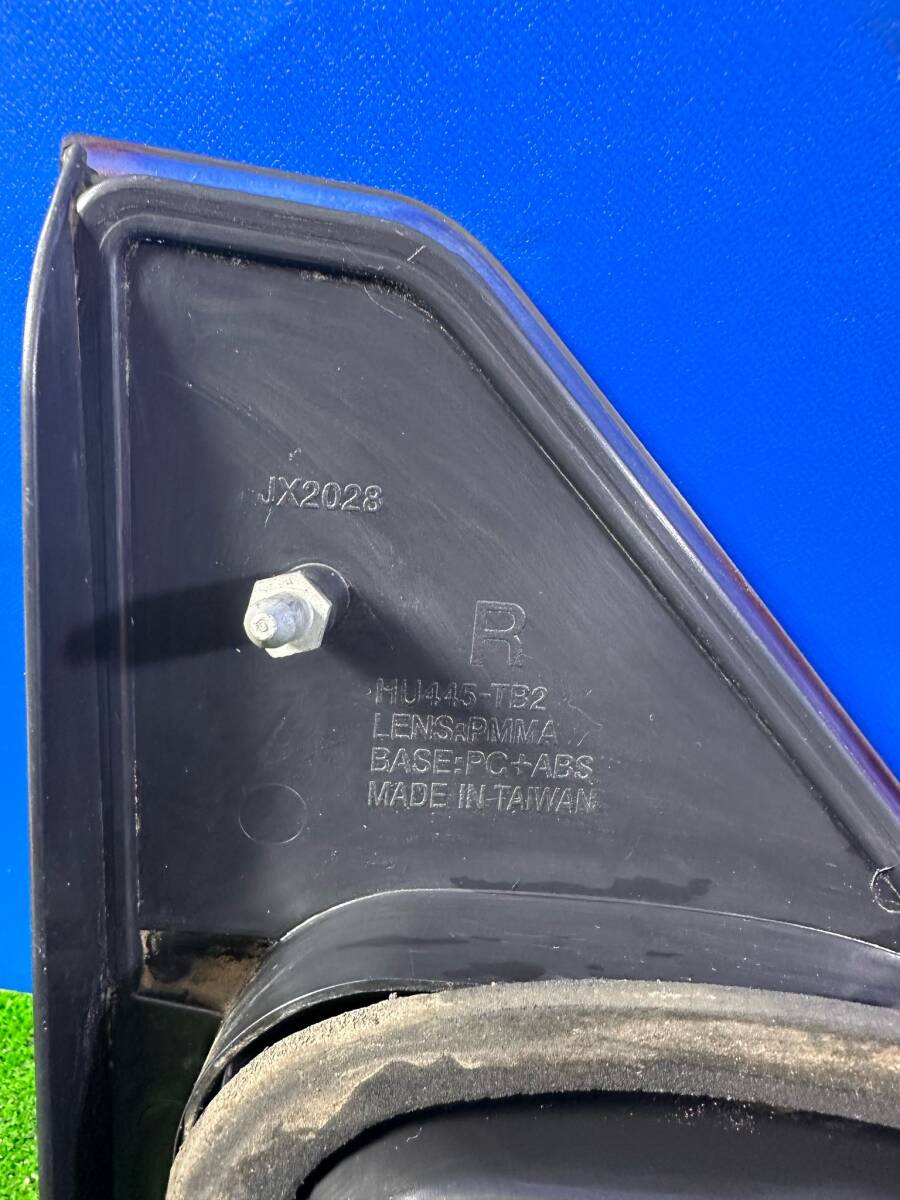 JX2028
R
HU445-TB2
LENS:PMMA
BASE:PC+ABS
MADE IN TAIWAN